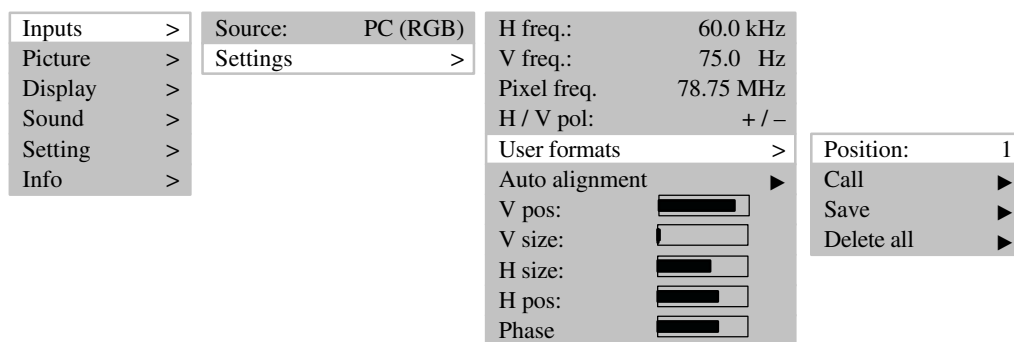 Inputs >
Picture >
Display >
Sound >
Setting >
Info >
Source: PC (RGB)
Settings >
H freq.: 60.0 kHz
V freq.: 75.0 Hz
Pixel freq. 78.75 MHz
H / V pol: + / –
User formats >
Auto alignment ►
V pos:
V size:
H size:
H pos:
Phase
Position: 1
Call ►
Save ►
Delete all ►